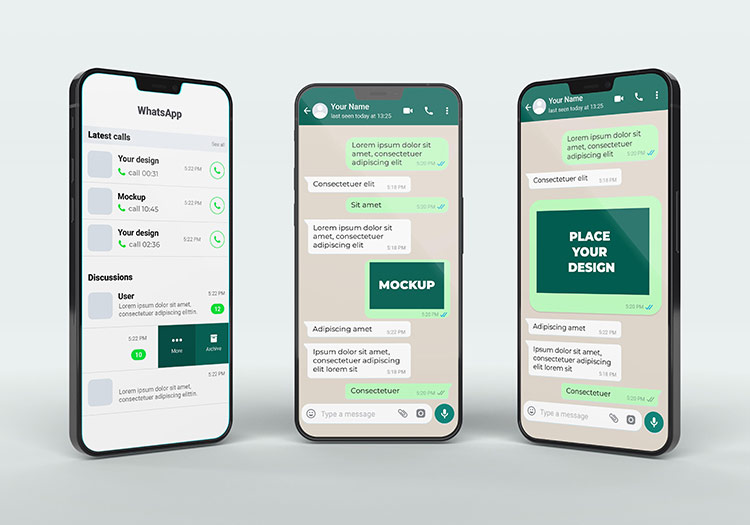 WhatsApp
Latest calls
See all
Your design
call 00:31
5:22 PM
Mockup
call 10:45
5:22 PM
Your design
call 02:36
5:22 PM
Discussions
User
5:22 PM
Lorem ipsum dolor sit amet,
consectetur adipiscing elittin.
12
5:22 PM
10
More
Archive
5:22 PM
Lorem ipsum dolor sit amet,
consectetur adipiscing elittin.
Your Name
last seen today at 13:25
Lorem ipsum dolor sit
amet, consectetuer
adipiscing elit
5:20 PM
Consectetuer elit
5:18 PM
Sit amet
5:20 PM
Lorem ipsum dolor sit
amet, consectetuer
adipiscing elit
5:18 PM
MOCKUP
5:20 PM
Adipiscing amet
5:22 PM
Ipsum dolor sit
amet, consectetuer adipiscing
elit lorem sit
5:18 PM
Consectetuer
5:20 PM
Type a message
Your Name
last seen today at 13:25
Lorem ipsum dolor sit
amet, consectetuer
adipiscing elit
5:20 PM
Consectetuer elit
5:18 PM
PLACE
YOUR
DESIGN
5:20 PM
Adipiscing amet
5:22 PM
Ipsum dolor sit
amet, consectetuer adipiscing
elit lorem sit
5:18 PM
Consectetuer
5:20 PM
Type a message